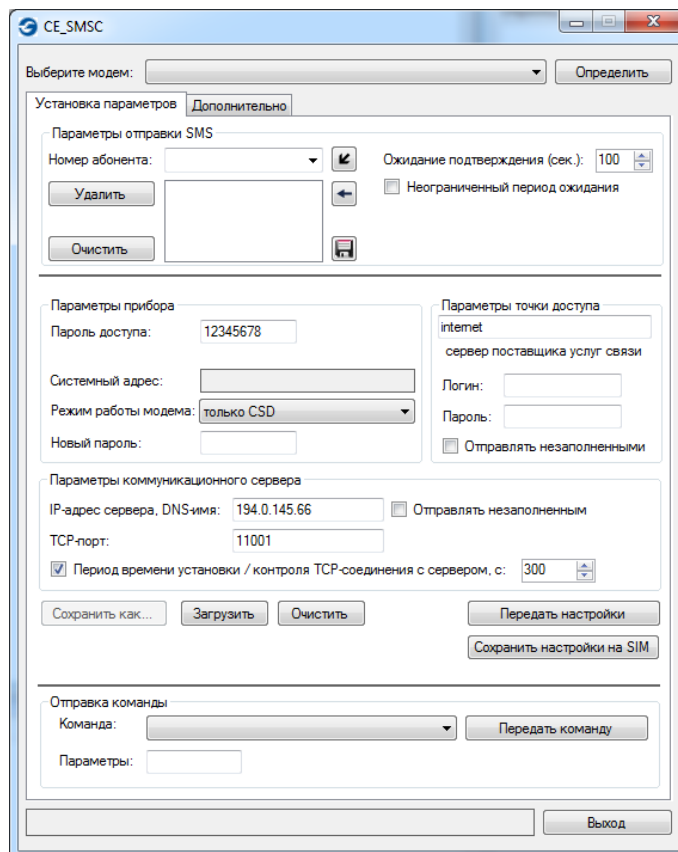 CE_SMSC
Выберите модем: Определить
Установка параметров Дополнительно
Параметры отправки SMS
Номер абонента: Ожидание подтверждения (сек.): 100
Удалить Неограниченный период ожидания
Очистить
Параметры прибора Параметры точки доступа
Пароль доступа: 12345678 internet
сервер поставщика услуг связи
Системный адрес: Логин:
Режим работы модема: только CSD Пароль:
Новый пароль: Отправлять незаполненными
Параметры коммуникационного сервера
IP-адрес сервера, DNS-имя: 194.0.145.66 Отправлять незаполненным
TCP-порт: 11001
Период времени установки / контроля TCP-соединения с сервером, с: 300
Сохранить как... Загрузить Очистить Передать настройки
Сохранить настройки на SIM
Отправка команды
Команда: Передать команду
Параметры:
Выход